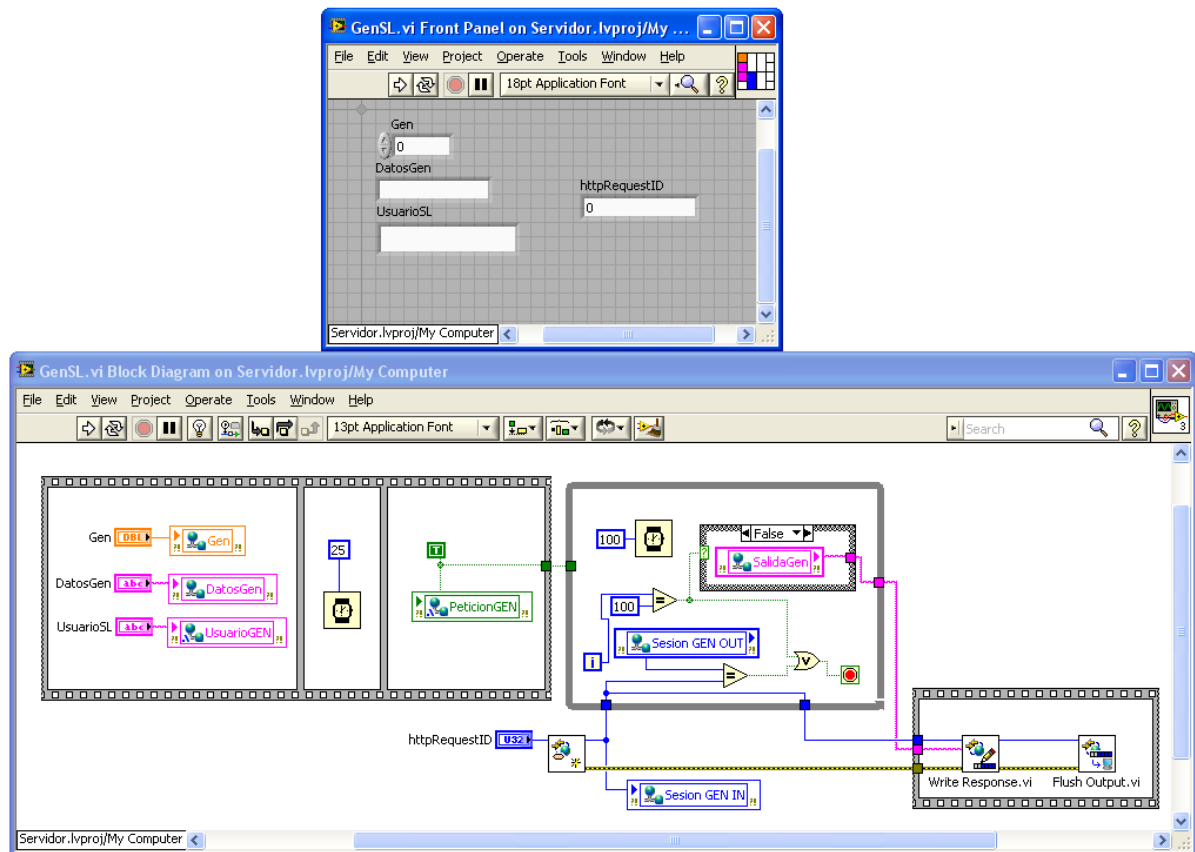 GenSL.vi Front Panel on Servidor.lvproj/My ...
File Edit View Project Operate Tools Window Help
18pt Application Font
Gen
0
DatosGen
UsuarioSL
httpRequestID
0
Servidor.lvproj/My Computer
GenSL.vi Block Diagram on Servidor.lvproj/My Computer
File Edit View Project Operate Tools Window Help
13pt Application Font
Search
3
Gen DBL Gen
DatosGen abc DatosGen
UsuarioSL abc UsuarioGEN
25
T
PeticionGEN
100
False
?
SalidaGen
100 =
Sesion GEN OUT
i
=
V
httpRequestID U32
Sesion GEN IN
Write Response.vi Flush Output.vi
Servidor.lvproj/My Computer